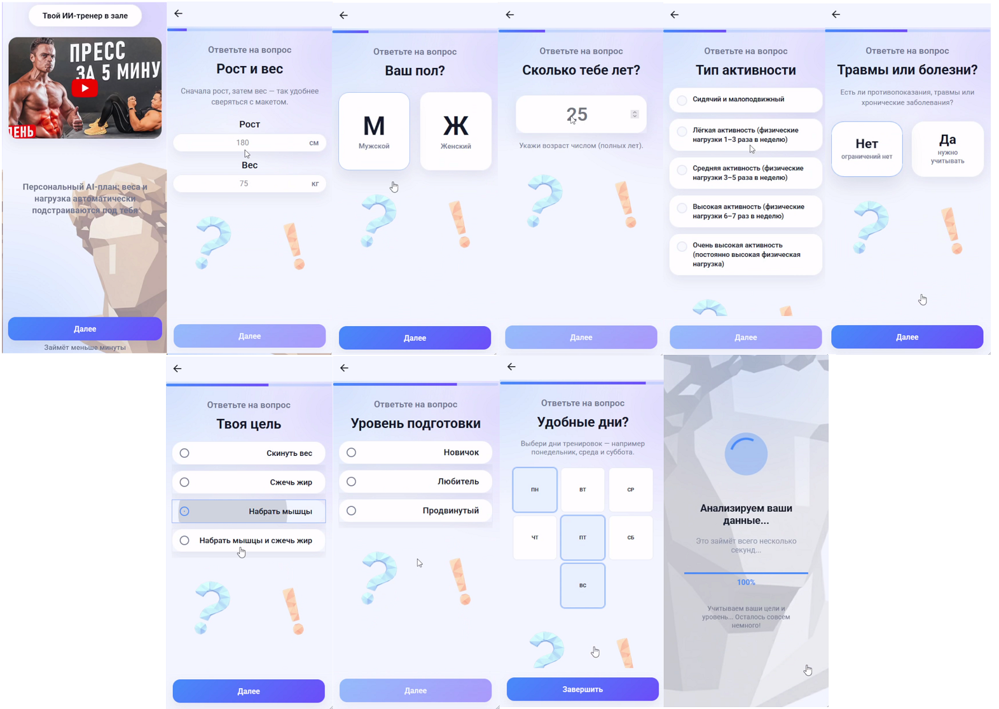 Твой ИИ-тренер в зале
ПРЕСС
ЗА 5 МИНУ
ДЕНЬ
Персональный AI-план: веса и
нагрузка автоматически
подстраиваются под тебя
Далее
Займёт меньше минуты
Ответьте на вопрос
Рост и вес
Сначала рост, затем вес — так удобнее
сверяться с макетом.
Рост
180 см
Вес
75 кг
Далее
Ответьте на вопрос
Ваш пол?
М Ж
Мужской Женский
Далее
Ответьте на вопрос
Сколько тебе лет?
25
Укажи возраст числом (полных лет).
Далее
Ответьте на вопрос
Тип активности
Сидячий и малоподвижный
Лёгкая активность (физические
нагрузки 1–3 раза в неделю)
Средняя активность (физические
нагрузки 3–5 раза в неделю)
Высокая активность (физические
нагрузки 6–7 раз в неделю)
Очень высокая активность
(постоянно высокая физическая
нагрузка)
Далее
Ответьте на вопрос
Травмы или болезни?
Есть ли противопоказания, травмы или
хронические заболевания?
Нет
ограничений нет
Да
нужно
учитывать
Далее
Ответьте на вопрос
Твоя цель
Скинуть вес
Сжечь жир
Набрать мышцы
Набрать мышцы и сжечь жир
Далее
Ответьте на вопрос
Уровень подготовки
Новичок
Любитель
Продвинутый
Далее
Ответьте на вопрос
Удобные дни?
Выбери дни тренировок — например
понедельник, среда и суббота.
ПН ВТ СР
ЧТ ПТ СБ
ВС
Завершить
Анализируем ваши
данные...
Это займёт всего несколько
секунд...
100%
Учитываем ваши цели и
уровень... Осталось совсем
немного!